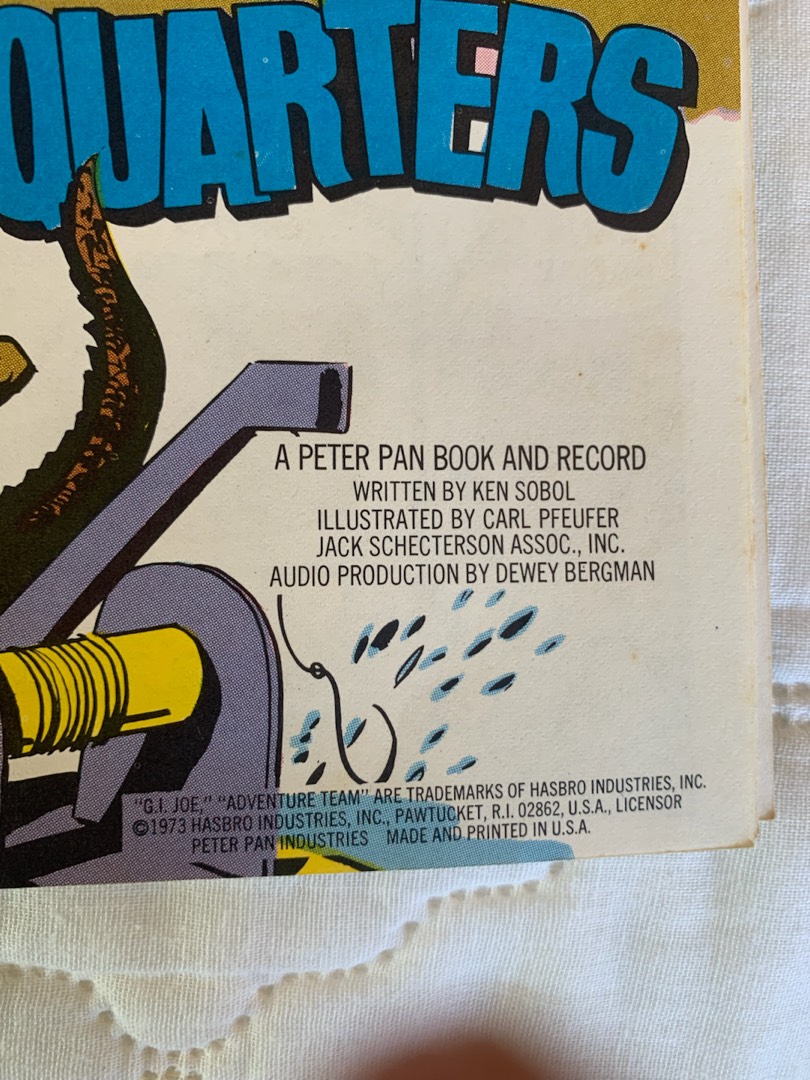 QUARTERS
A PETER PAN BOOK AND RECORD
WRITTEN BY KEN SOBOL
ILLUSTRATED BY CARL PFEUFER
JACK SCHECTERSON ASSOC., INC.
AUDIO PRODUCTION BY DEWEY BERGMAN
"G.I. JOE," "ADVENTURE TEAM" ARE TRADEMARKS OF HASBRO INDUSTRIES, INC.
©1973 HASBRO INDUSTRIES, INC., PAWTUCKET, R.I. 02862, U.S.A., LICENSOR
PETER PAN INDUSTRIES MADE AND PRINTED IN U.S.A.